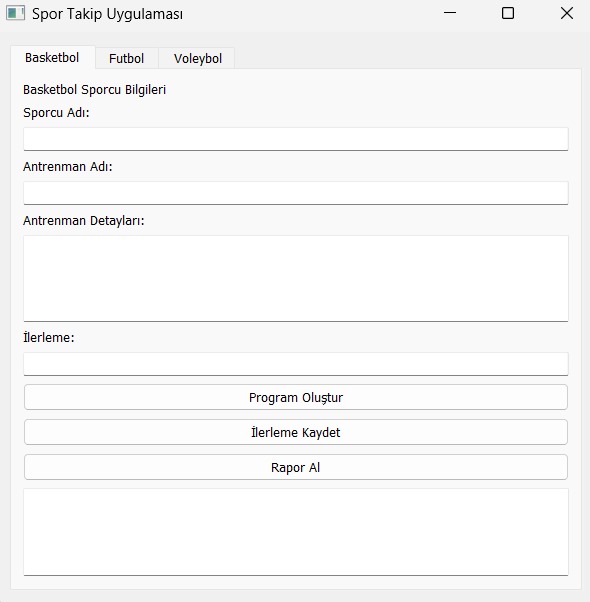 Spor Takip Uygulaması
Basketbol Futbol Voleybol
Basketbol Sporcu Bilgileri
Sporcu Adı:
Antrenman Adı:
Antrenman Detayları:
İlerleme:
Program Oluştur
İlerleme Kaydet
Rapor Al